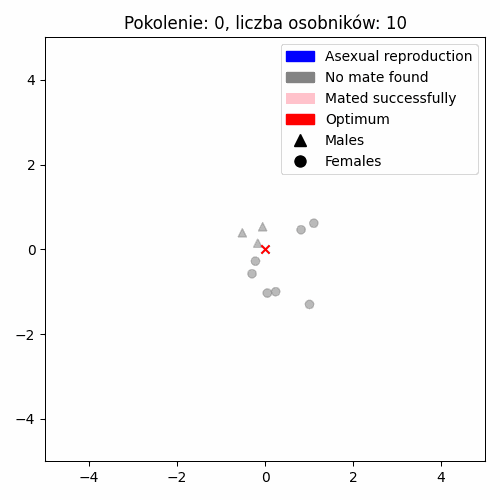 Pokolenie: 0, liczba osobników: 10
Asexual reproduction
No mate found
Mated successfully
Optimum
Males
Females
4
2
0
−2
−4
−4
−2
0
2
4